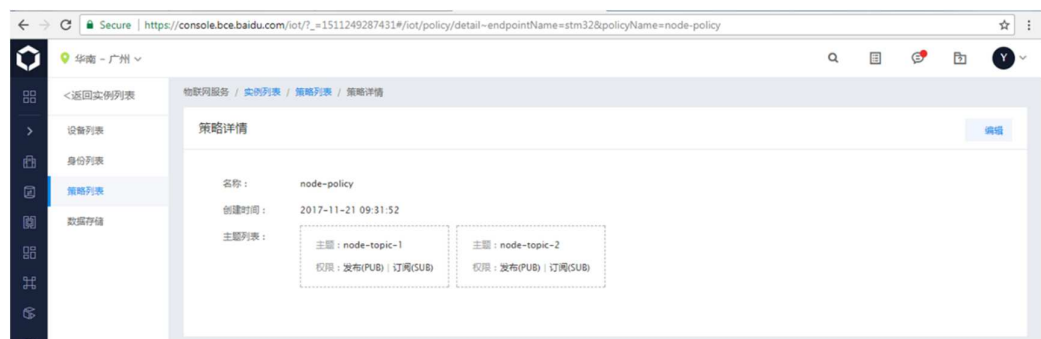 Secure | https://console.bce.baidu.com/iot/?_=1511249287431#/iot/policy/detail~endpointName=stm32&policyName=node-policy
华南 - 广州
Y
<返回实例列表
物联网服务 / 实例列表 / 策略列表 / 策略详情
设备列表
策略详情
编辑
身份列表
策略列表
名称：
node-policy
数据存储
创建时间：
2017-11-21 09:31:52
主题列表：
主题：node-topic-1
主题：node-topic-2
权限：发布(PUB) | 订阅(SUB)
权限：发布(PUB) | 订阅(SUB)